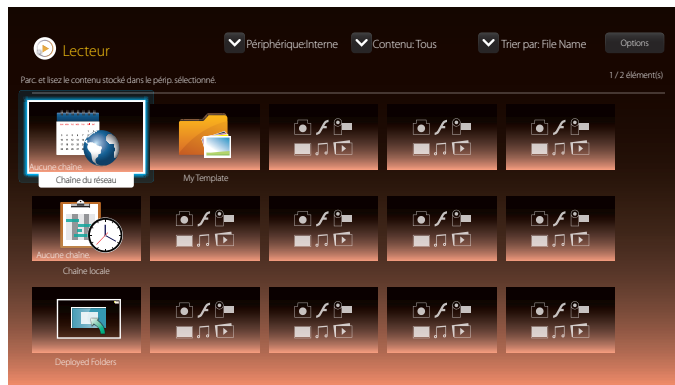 Lecteur
Périphérique:Interne
Contenu: Tous
Trier par: File Name
Options
Parc. et lisez le contenu stocké dans le périp. sélectionné.
1 / 2 élément(s)
Aucune chaîne.
Chaîne du réseau
My Template
Aucune chaîne.
Chaîne locale
Deployed Folders